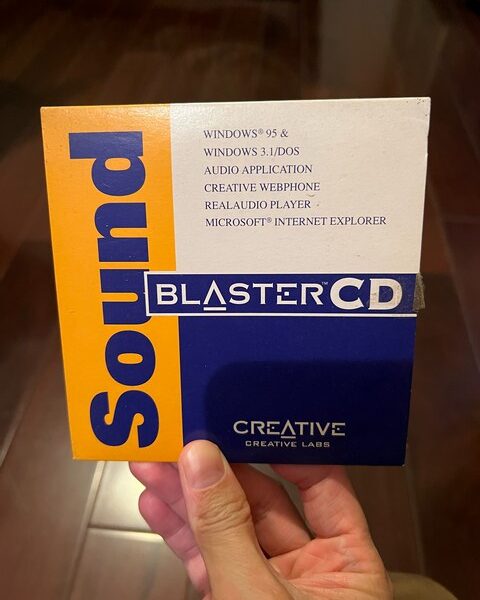 Sound
WINDOWS® 95 &
WINDOWS 3.1/DOS
AUDIO APPLICATION
CREATIVE WEBPHONE
REALAUDIO PLAYER
MICROSOFT® INTERNET EXPLORER
BLASTER™ CD
CREATIVE
CREATIVE LABS